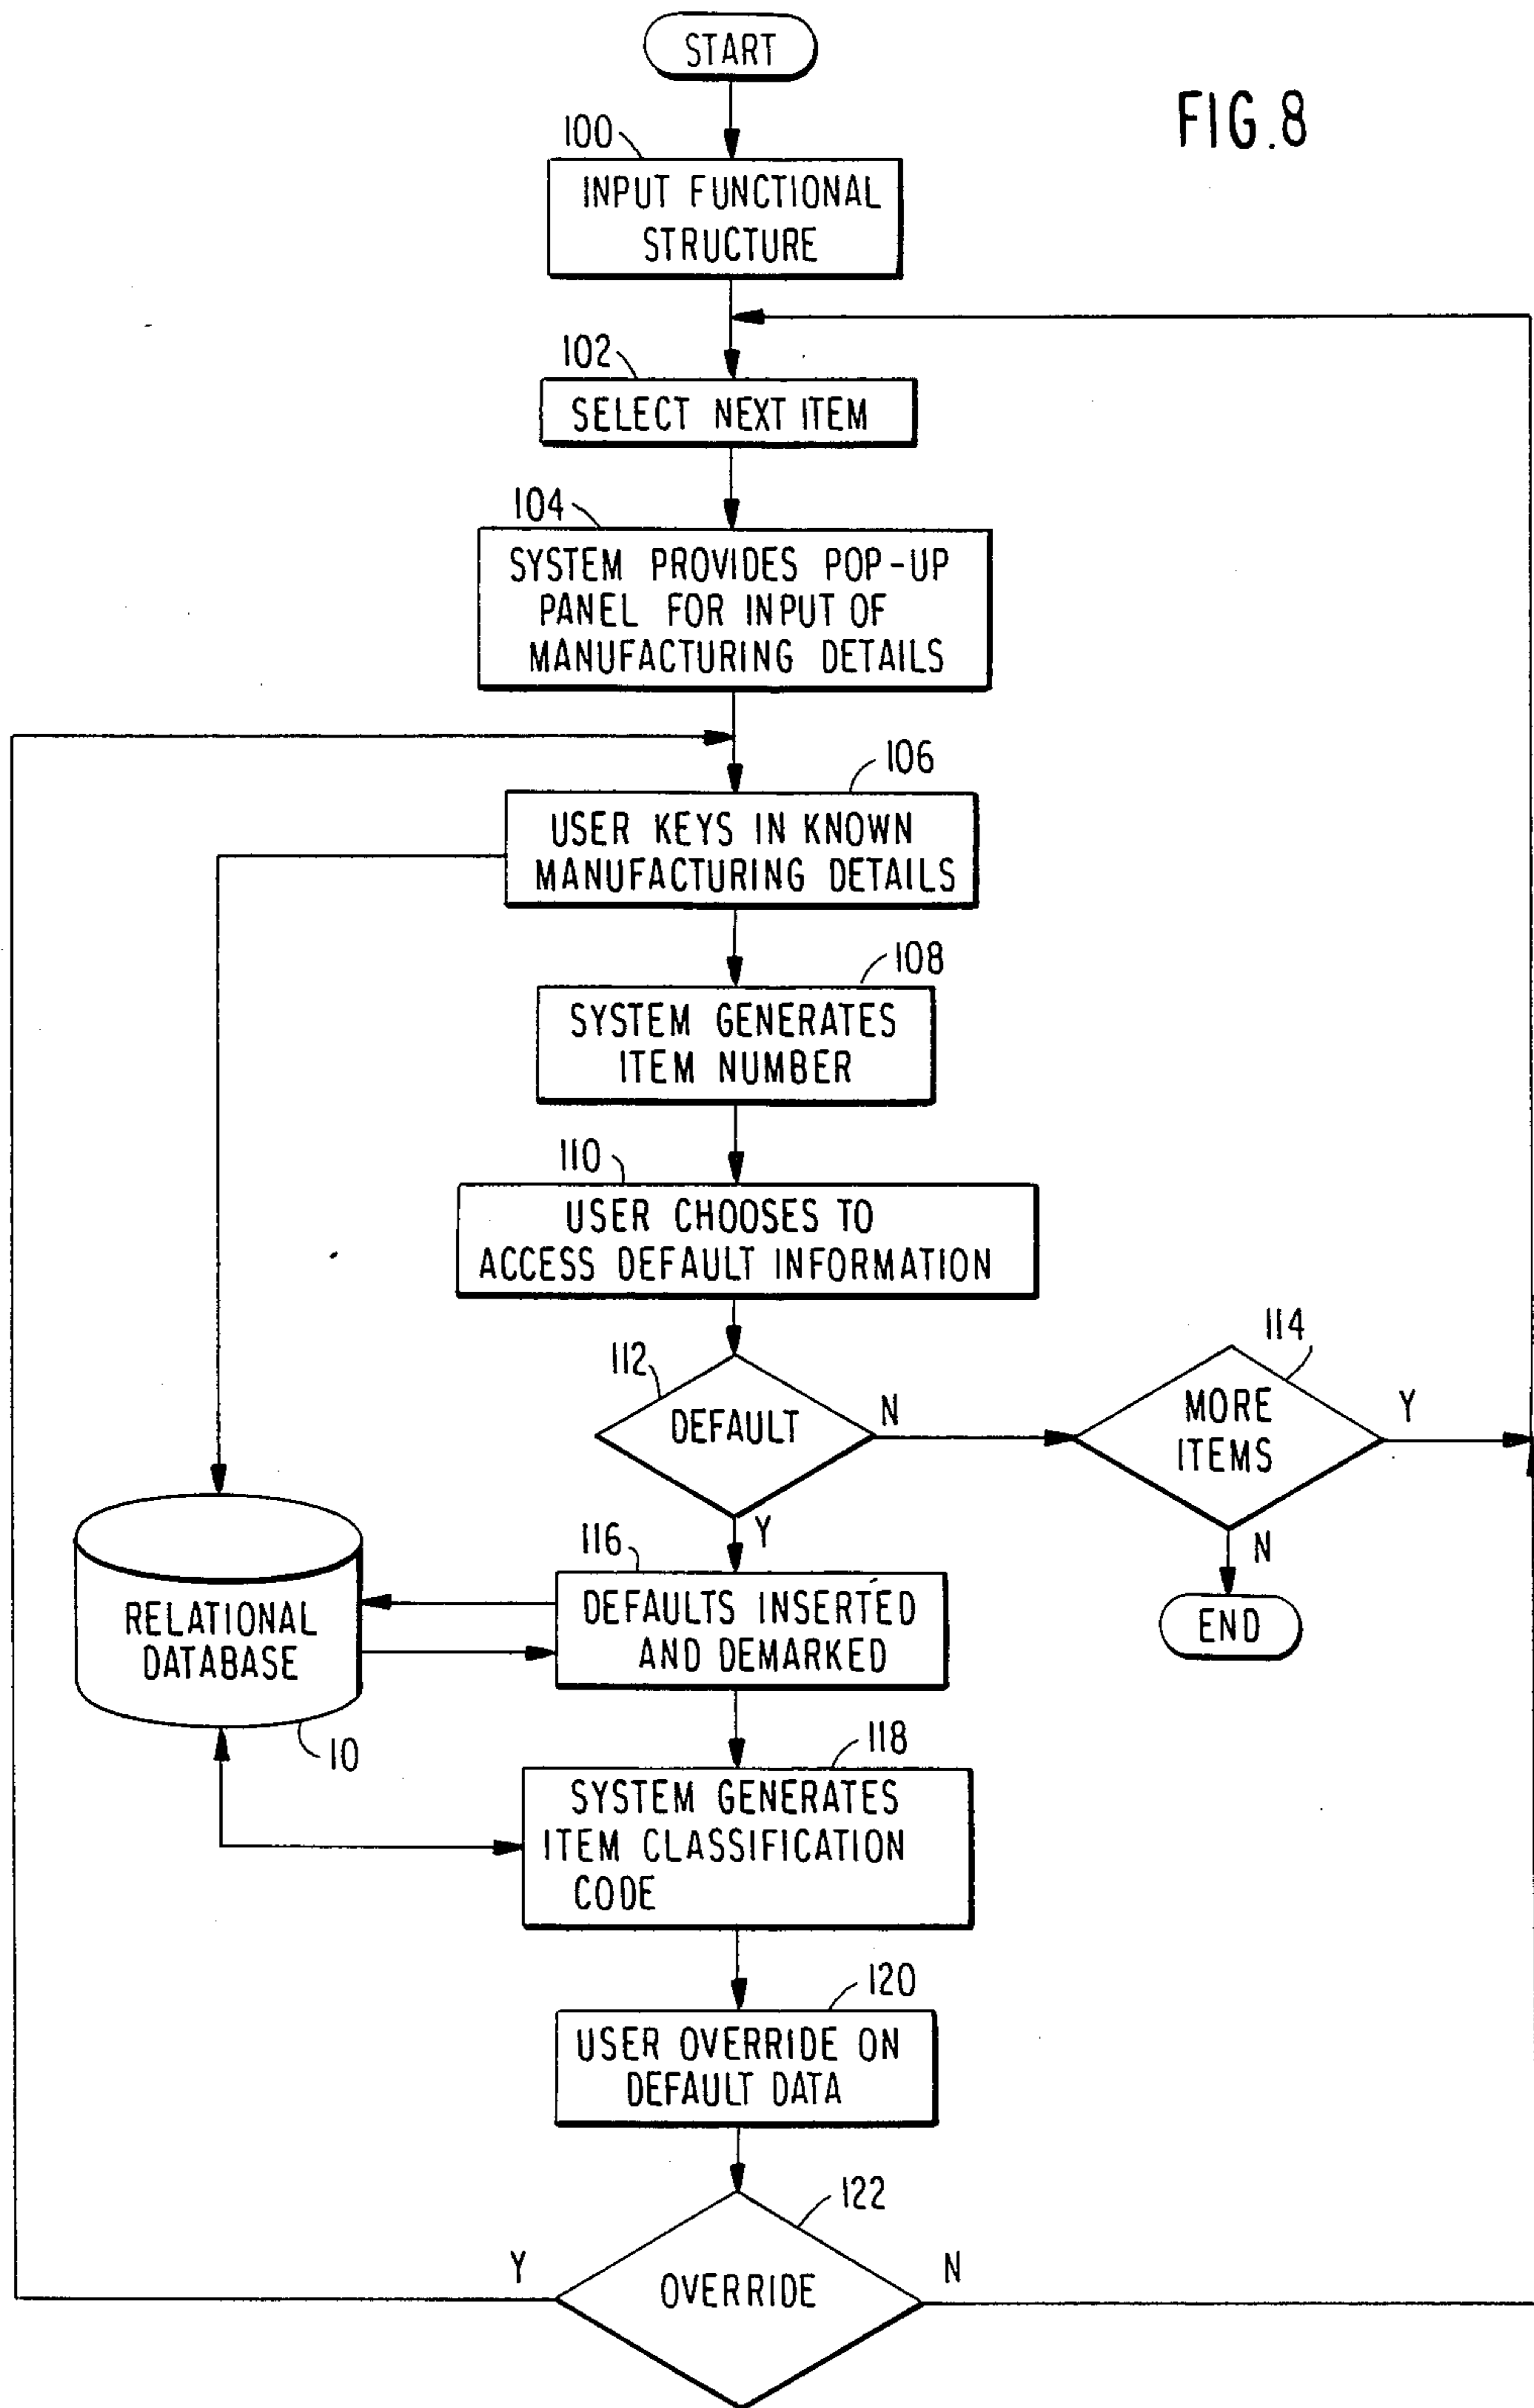 START
FIG.8
100
INPUT FUNCTIONAL
STRUCTURE
102
SELECT NEXT ITEM
104
SYSTEM PROVIDES POP-UP
PANEL FOR INPUT OF
MANUFACTURING DETAILS
106
USER KEYS IN KNOWN
MANUFACTURING DETAILS
108
SYSTEM GENERATES
ITEM NUMBER
110
USER CHOOSES TO
ACCESS DEFAULT INFORMATION
112
DEFAULT
N
114
MORE
ITEMS
Y
Y
N
END
116
DEFAULTS INSERTED
AND DEMARKED
RELATIONAL
DATABASE
10
118
SYSTEM GENERATES
ITEM CLASSIFICATION
CODE
120
USER OVERRIDE ON
DEFAULT DATA
122
Y
OVERRIDE
N